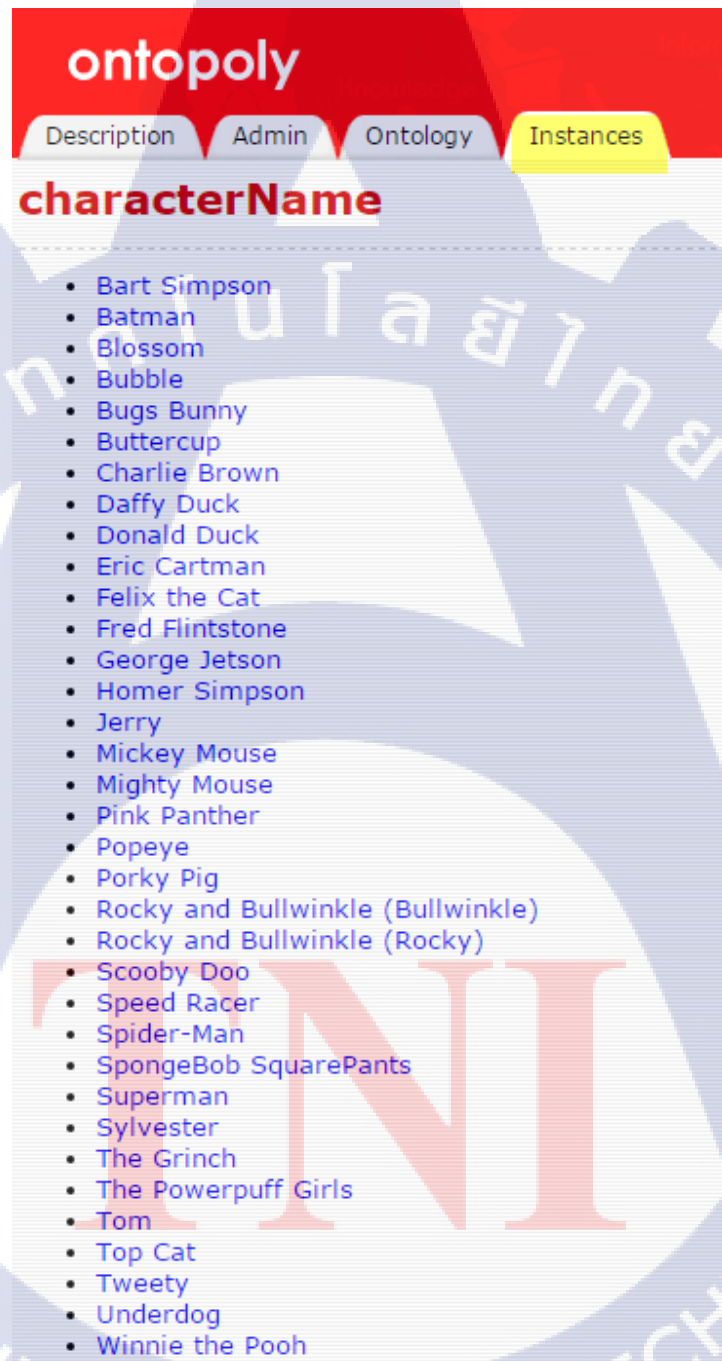 ontopoly
Description Admin Ontology Instances
characterName
Bart Simpson
Batman
Blossom
Bubble
Bugs Bunny
Buttercup
Charlie Brown
Daffy Duck
Donald Duck
Eric Cartman
Felix the Cat
Fred Flintstone
George Jetson
Homer Simpson
Jerry
Mickey Mouse
Mighty Mouse
Pink Panther
Popeye
Porky Pig
Rocky and Bullwinkle (Bullwinkle)
Rocky and Bullwinkle (Rocky)
Scooby Doo
Speed Racer
Spider-Man
SpongeBob SquarePants
Superman
Sylvester
The Grinch
The Powerpuff Girls
Tom
Top Cat
Tweety
Underdog
Winnie the Pooh
TNI